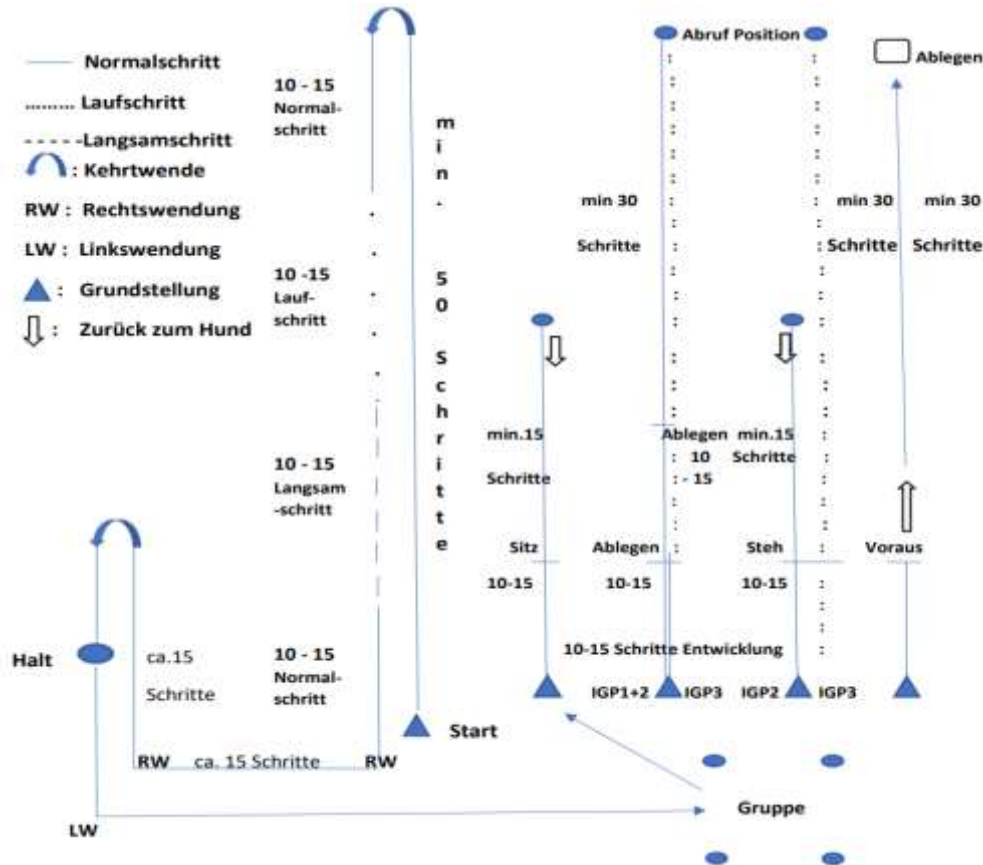 Normalschritt
Laufschritt
Langsamschritt
: Kehrtwende
RW : Rechtswendung
LW : Linkswendung
: Grundstellung
: Zurück zum Hund
10 - 15
Normal-
schritt
10 -15
Lauf-
schritt
10 - 15
Langsam
-schritt
10 - 15
Normal-
schritt
min. 50 Schritte
Start
RW
ca. 15 Schritte
RW
ca.15
Schritte
Halt
LW
Gruppe
min.15
Schritte
Sitz
10-15
Abruf Position
min 30
Schritte
Ablegen
10
- 15
Ablegen
10-15
IGP1+2
IGP3
min.15
Schritte
Steh
10-15
10-15 Schritte Entwicklung
IGP2
IGP3
min 30
Schritte
Ablegen
min 30
Schritte
Voraus